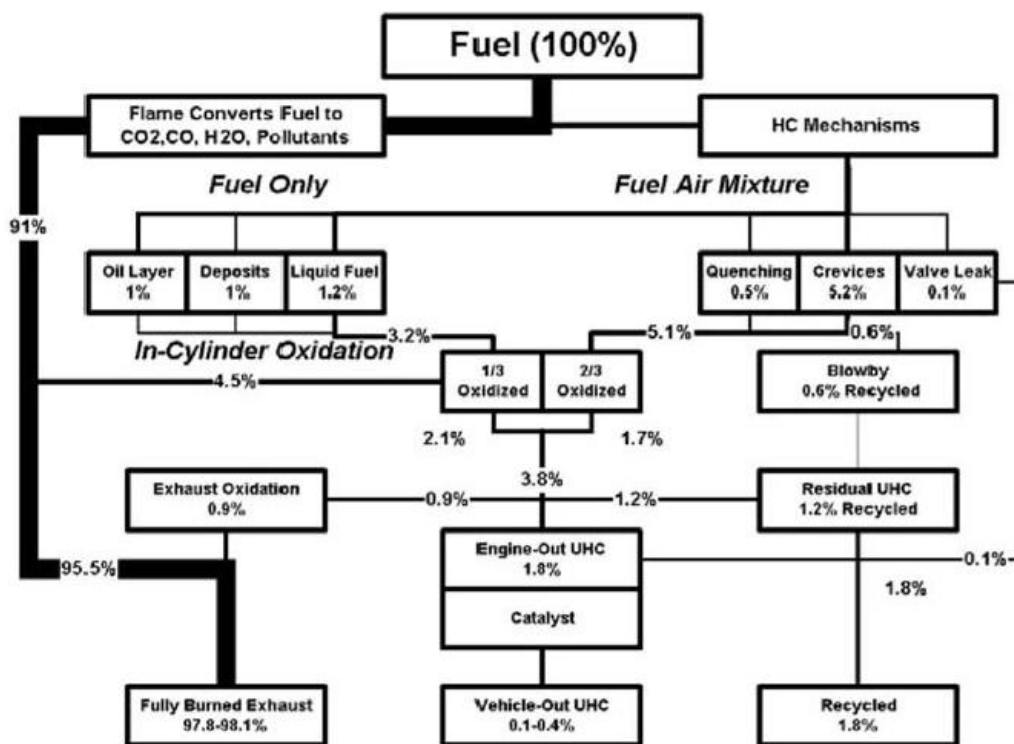 Fuel (100%)
Flame Converts Fuel to
CO2,CO, H2O, Pollutants
HC Mechanisms
Fuel Only
Fuel Air Mixture
91%
Oil Layer
1%
Deposits
1%
Liquid Fuel
1.2%
Quenching
0.5%
Crevices
5.2%
Valve Leak
0.1%
3.2%
5.1%
0.6%
In-Cylinder Oxidation
4.5%
1/3
Oxidized
2/3
Oxidized
Blowby
0.6% Recycled
2.1%
1.7%
3.8%
Exhaust Oxidation
0.9%
0.9%
1.2%
Residual UHC
1.2% Recycled
Engine-Out UHC
1.8%
0.1%
95.5%
1.8%
Catalyst
Fully Burned Exhaust
97.8-98.1%
Vehicle-Out UHC
0.1-0.4%
Recycled
1.8%